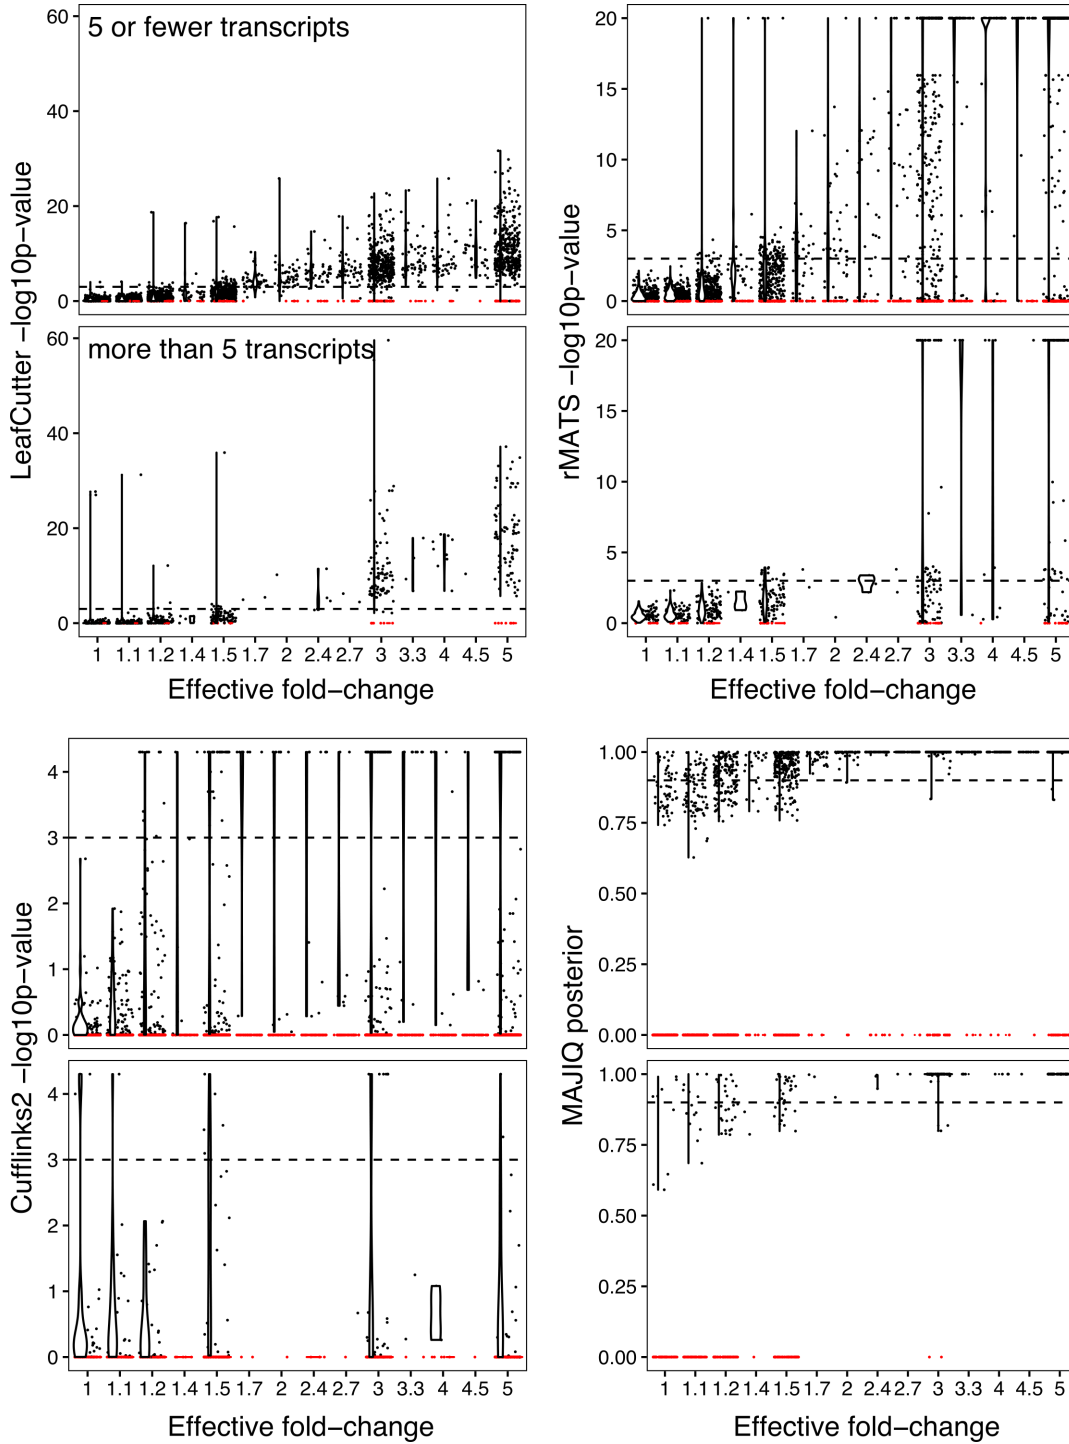 LeafCutter −log10p−value
5 or fewer transcripts
60
40
20
0
more than 5 transcripts
60
40
20
0
1 1.1 1.2 1.4 1.5 1.7 2 2.4 2.7 3 3.3 4 4.5 5
Effective fold−change
rMATS −log10p−value
20
15
10
5
0
20
15
10
5
0
1 1.1 1.2 1.4 1.5 1.7 2 2.4 2.7 3 3.3 4 4.5 5
Effective fold−change
Cufflinks2 −log10p−value
4
3
2
1
0
4
3
2
1
0
1 1.1 1.2 1.4 1.5 1.7 2 2.4 2.7 3 3.3 4 4.5 5
Effective fold−change
MAJIQ posterior
1.00
0.75
0.50
0.25
0.00
1.00
0.75
0.50
0.25
0.00
1 1.1 1.2 1.4 1.5 1.7 2 2.4 2.7 3 3.3 4 4.5 5
Effective fold−change